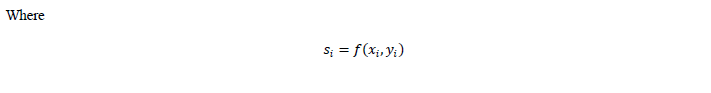 Where
sᵢ = f(xᵢ, yᵢ)